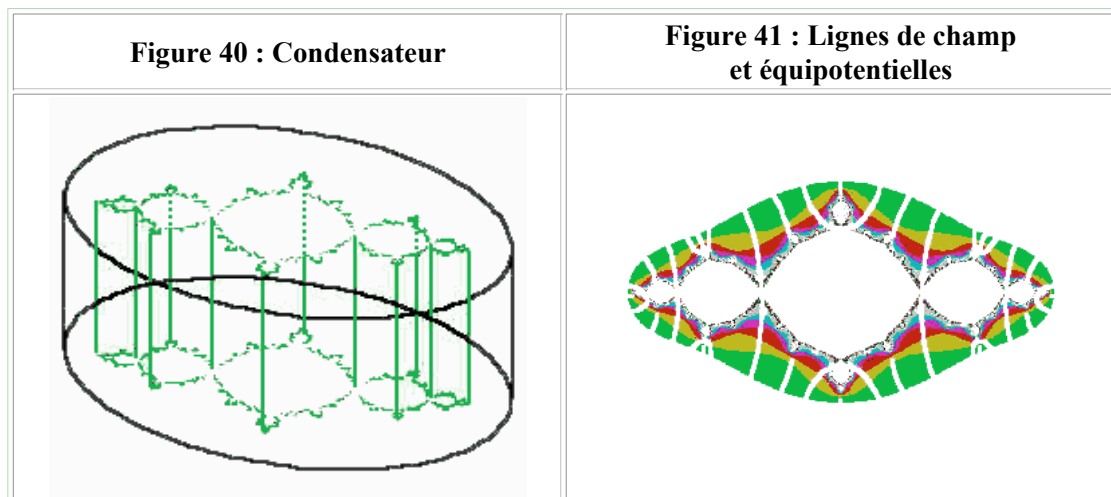 Figure 40 : Condensateur
Figure 41 : Lignes de champ
et équipotentielles